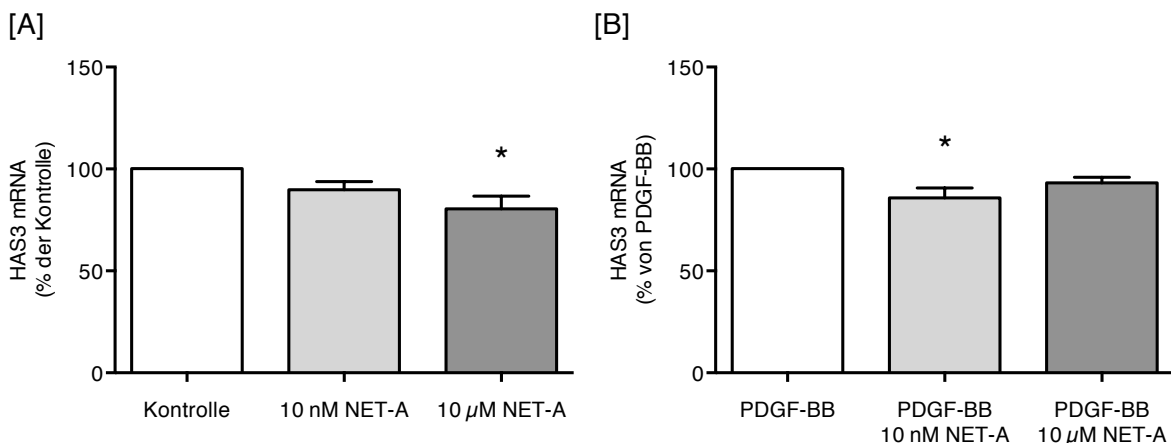 [A]
HAS3 mRNA
(% der Kontrolle)
150
100
50
0
*
Kontrolle
10 nM NET-A
10 µM NET-A
[B]
HAS3 mRNA
(% von PDGF-BB)
150
100
50
0
*
PDGF-BB
PDGF-BB
10 nM NET-A
PDGF-BB
10 µM NET-A